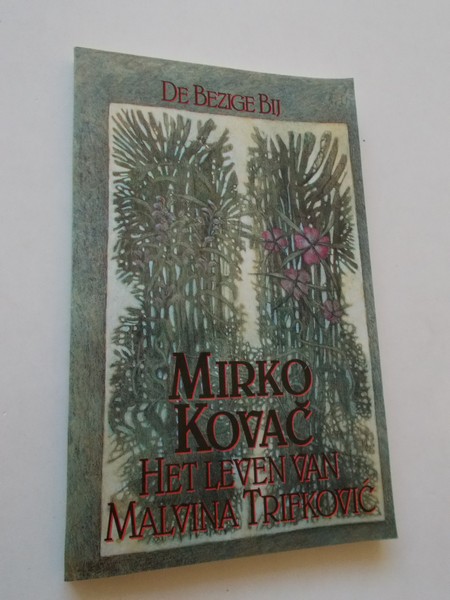 De Bezige Bij
Mirko
Kovač
Het leven van
Malvina Trifković